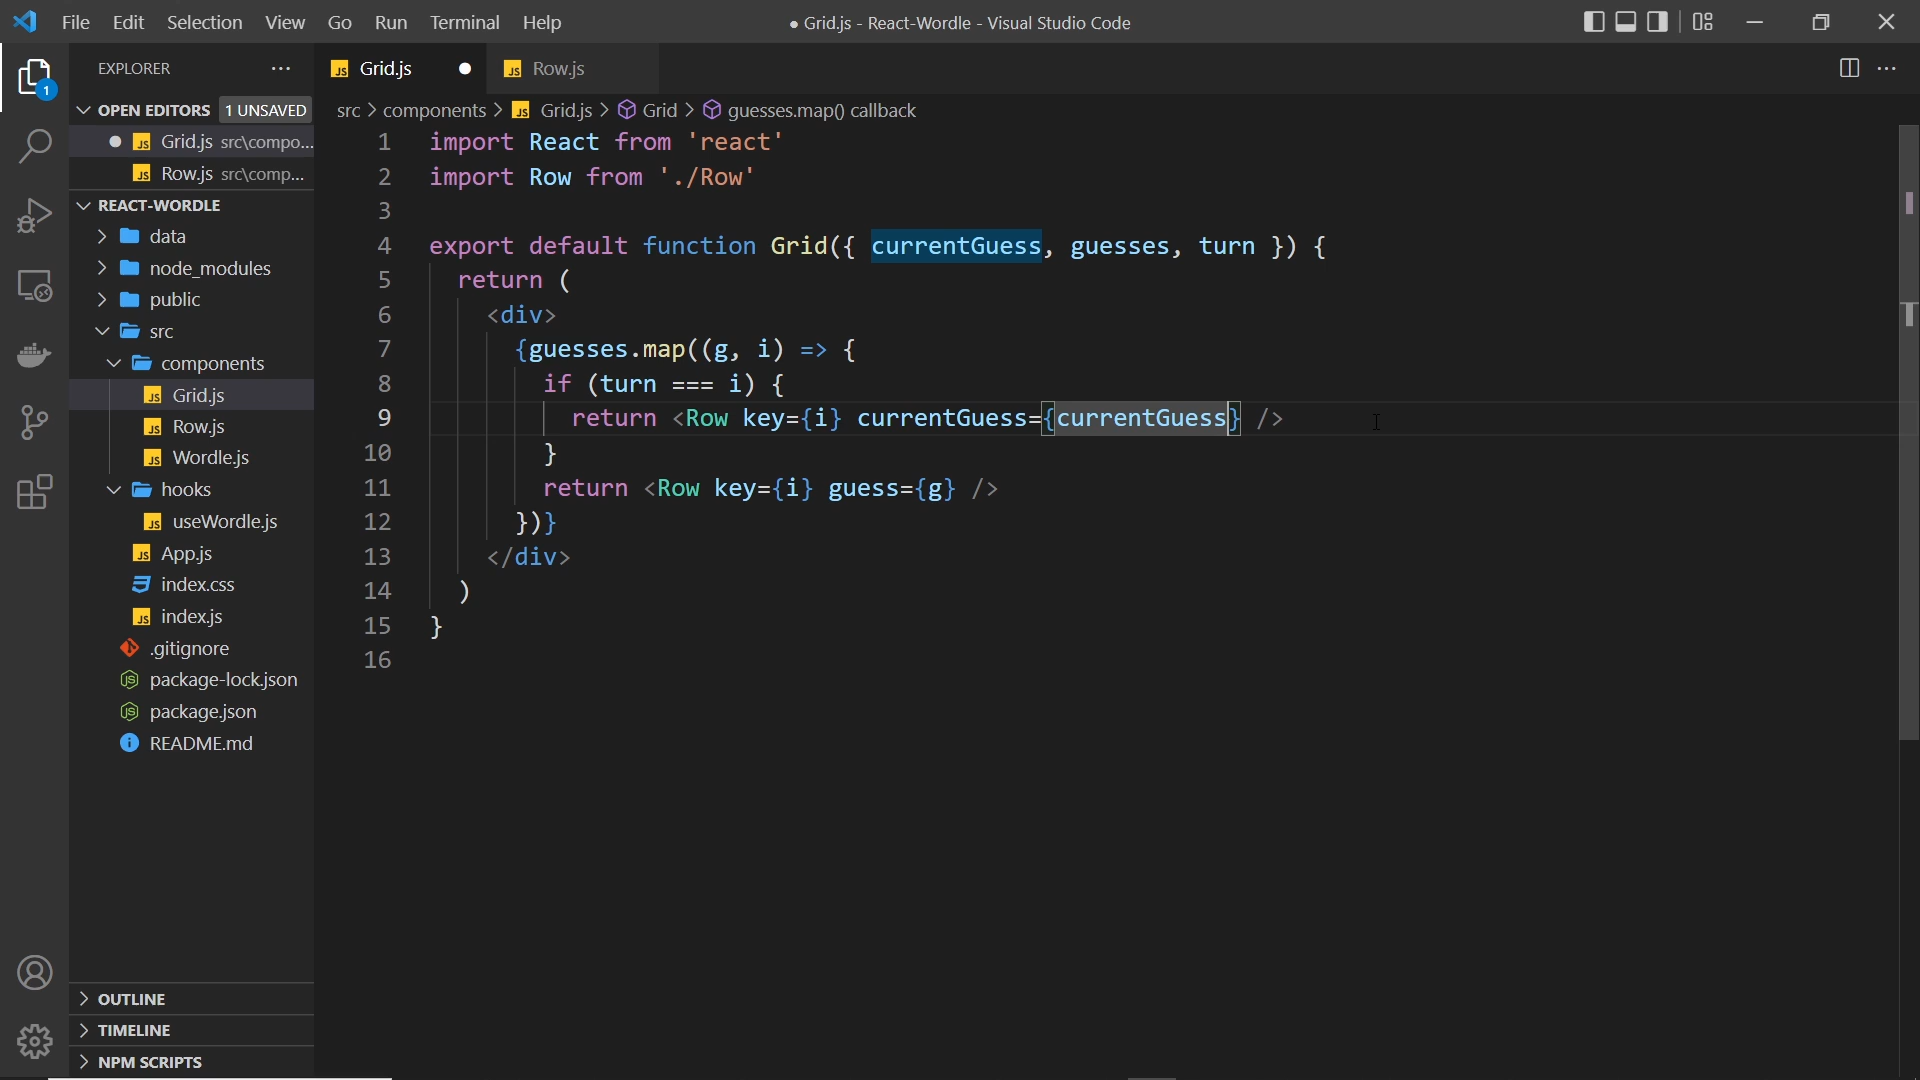 File Edit Selection View Go Run Terminal Help
● Grid.js - React-Wordle - Visual Studio Code
EXPLORER
OPEN EDITORS 1 UNSAVED
Grid.js src\compo...
Row.js src\comp...
REACT-WORDLE
data
node_modules
public
src
components
Grid.js
Row.js
Wordle.js
hooks
useWordle.js
App.js
index.css
index.js
.gitignore
package-lock.json
package.json
README.md
OUTLINE
TIMELINE
NPM SCRIPTS
1
Grid.js Row.js
src > components > Grid.js > Grid > guesses.map() callback
1 import React from 'react'
2 import Row from './Row'
3
4 export default function Grid({ currentGuess, guesses, turn }) {
5 return (
6 <div>
7 {guesses.map((g, i) => {
8 if (turn === i) {
9 return <Row key={i} currentGuess={currentGuess} />
10 }
11 return <Row key={i} guess={g} />
12 })}
13 </div>
14 )
15 }
16